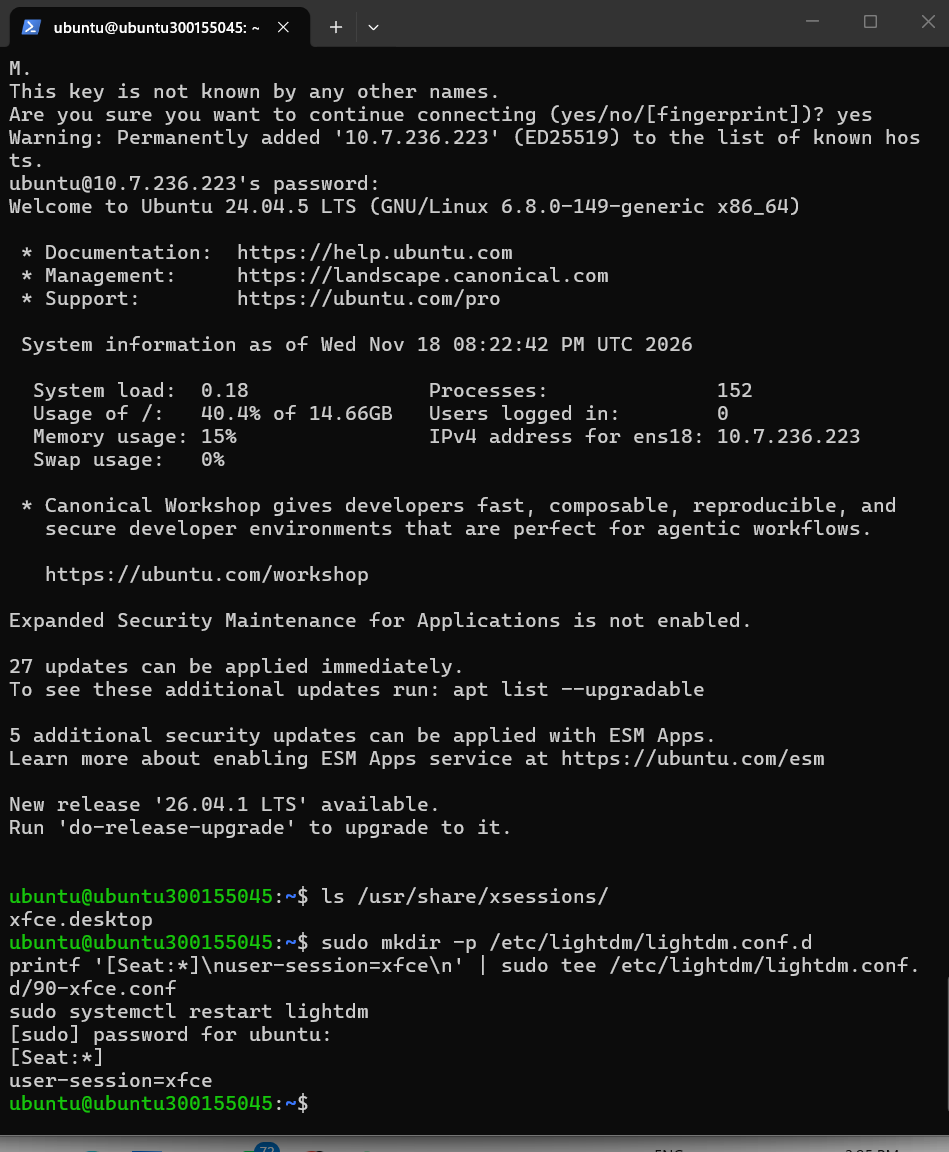 ubuntu@ubuntu300155045: ~
M.
This key is not known by any other names.
Are you sure you want to continue connecting (yes/no/[fingerprint])? yes
Warning: Permanently added '10.7.236.223' (ED25519) to the list of known hos
ts.
ubuntu@10.7.236.223's password:
Welcome to Ubuntu 24.04.5 LTS (GNU/Linux 6.8.0-149-generic x86_64)
* Documentation:  https://help.ubuntu.com
* Management:     https://landscape.canonical.com
* Support:        https://ubuntu.com/pro
System information as of Wed Nov 18 08:22:42 PM UTC 2026
System load:  0.18               Processes:              152
Usage of /:   40.4% of 14.66GB   Users logged in:        0
Memory usage: 15%                IPv4 address for ens18: 10.7.236.223
Swap usage:   0%
* Canonical Workshop gives developers fast, composable, reproducible, and
secure developer environments that are perfect for agentic workflows.
https://ubuntu.com/workshop
Expanded Security Maintenance for Applications is not enabled.
27 updates can be applied immediately.
To see these additional updates run: apt list --upgradable
5 additional security updates can be applied with ESM Apps.
Learn more about enabling ESM Apps service at https://ubuntu.com/esm
New release '26.04.1 LTS' available.
Run 'do-release-upgrade' to upgrade to it.
ubuntu@ubuntu300155045:~$ ls /usr/share/xsessions/
xfce.desktop
ubuntu@ubuntu300155045:~$ sudo mkdir -p /etc/lightdm/lightdm.conf.d
printf '[Seat:*]\nuser-session=xfce\n' | sudo tee /etc/lightdm/lightdm.conf.
d/90-xfce.conf
sudo systemctl restart lightdm
[sudo] password for ubuntu:
[Seat:*]
user-session=xfce
ubuntu@ubuntu300155045:~$